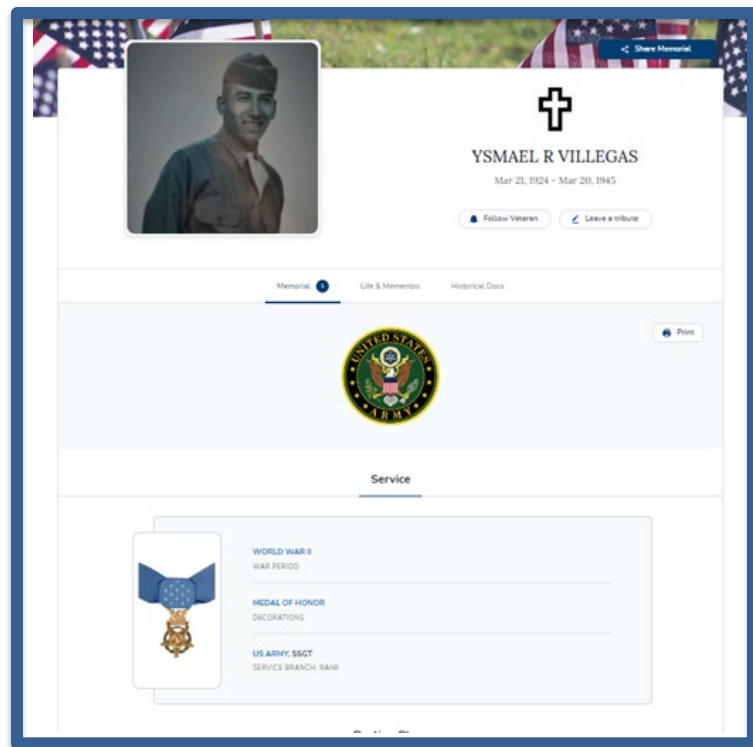 Share Memorial
YSMAEL R VILLEGAS
Mar 21, 1924 - Mar 20, 1945
Follow Veteran
Leave a tribute
Memorial 1
Life & Mementos
Historical Docs
Print
UNITED STATES
ARMY
Service
WORLD WAR II
WAR PERIOD
MEDAL OF HONOR
DECORATIONS
US ARMY, SSGT
SERVICE BRANCH, RANK